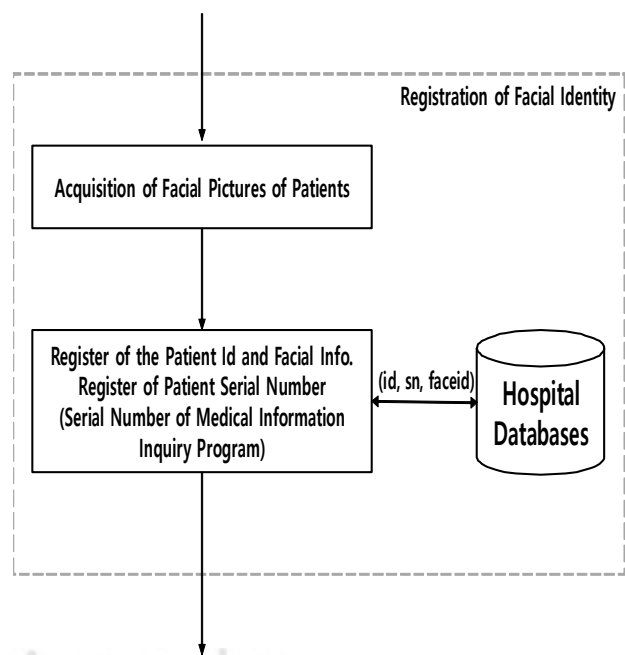 Registration of Facial Identity
Acquisition of Facial Pictures of Patients
Register of the Patient Id and Facial Info.
Register of Patient Serial Number
(Serial Number of Medical Information
Inquiry Program)
(id, sn, faceid)
Hospital
Databases